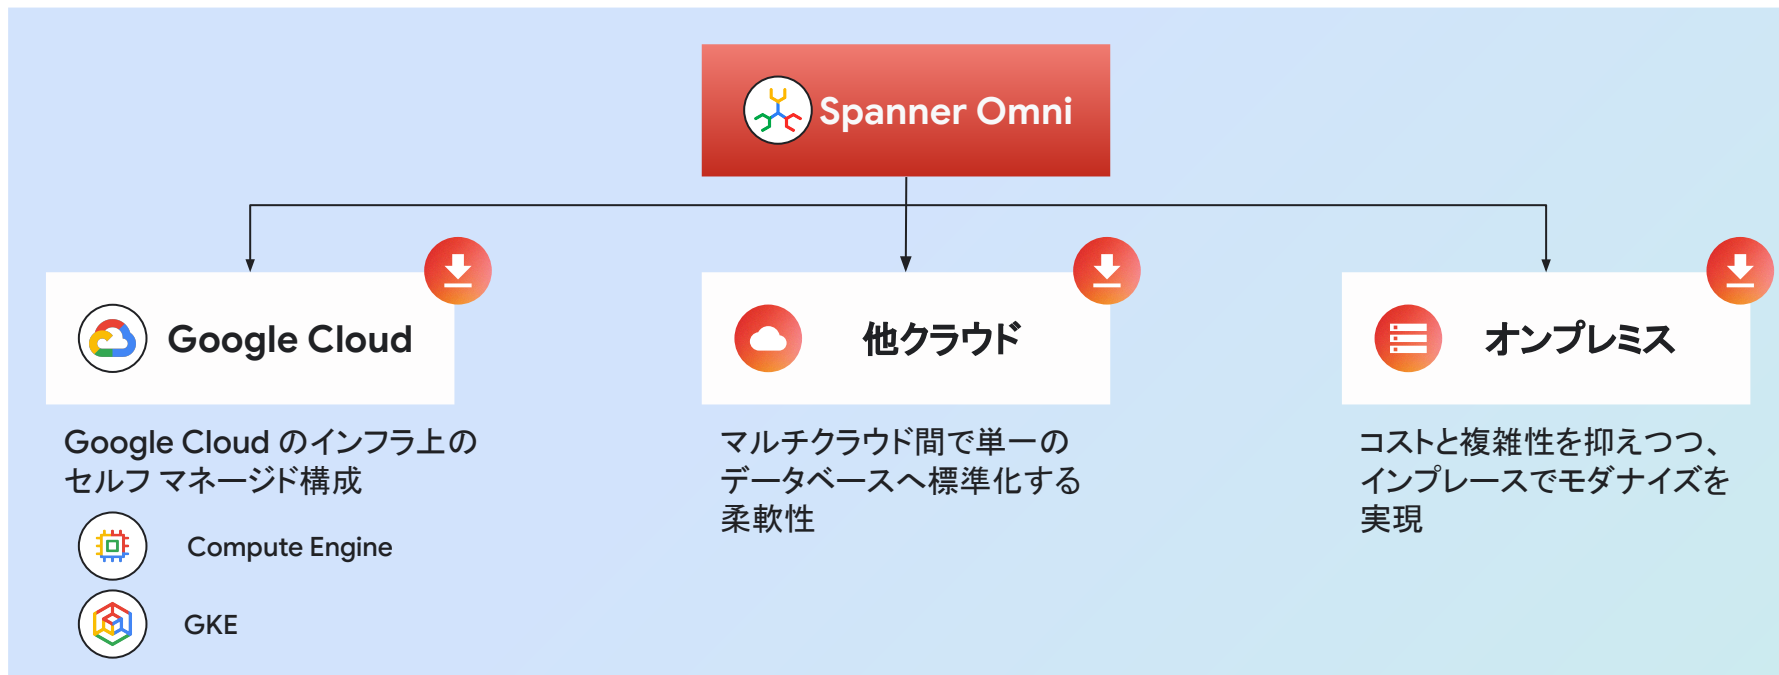 Spanner Omni
Google Cloud
他クラウド
オンプレミス
Google Cloud のインフラ上の
セルフ マネージド構成
マルチクラウド間で単一の
データベースへ標準化する
柔軟性
コストと複雑性を抑えつつ、
インプレースでモダナイズを
実現
Compute Engine
GKE